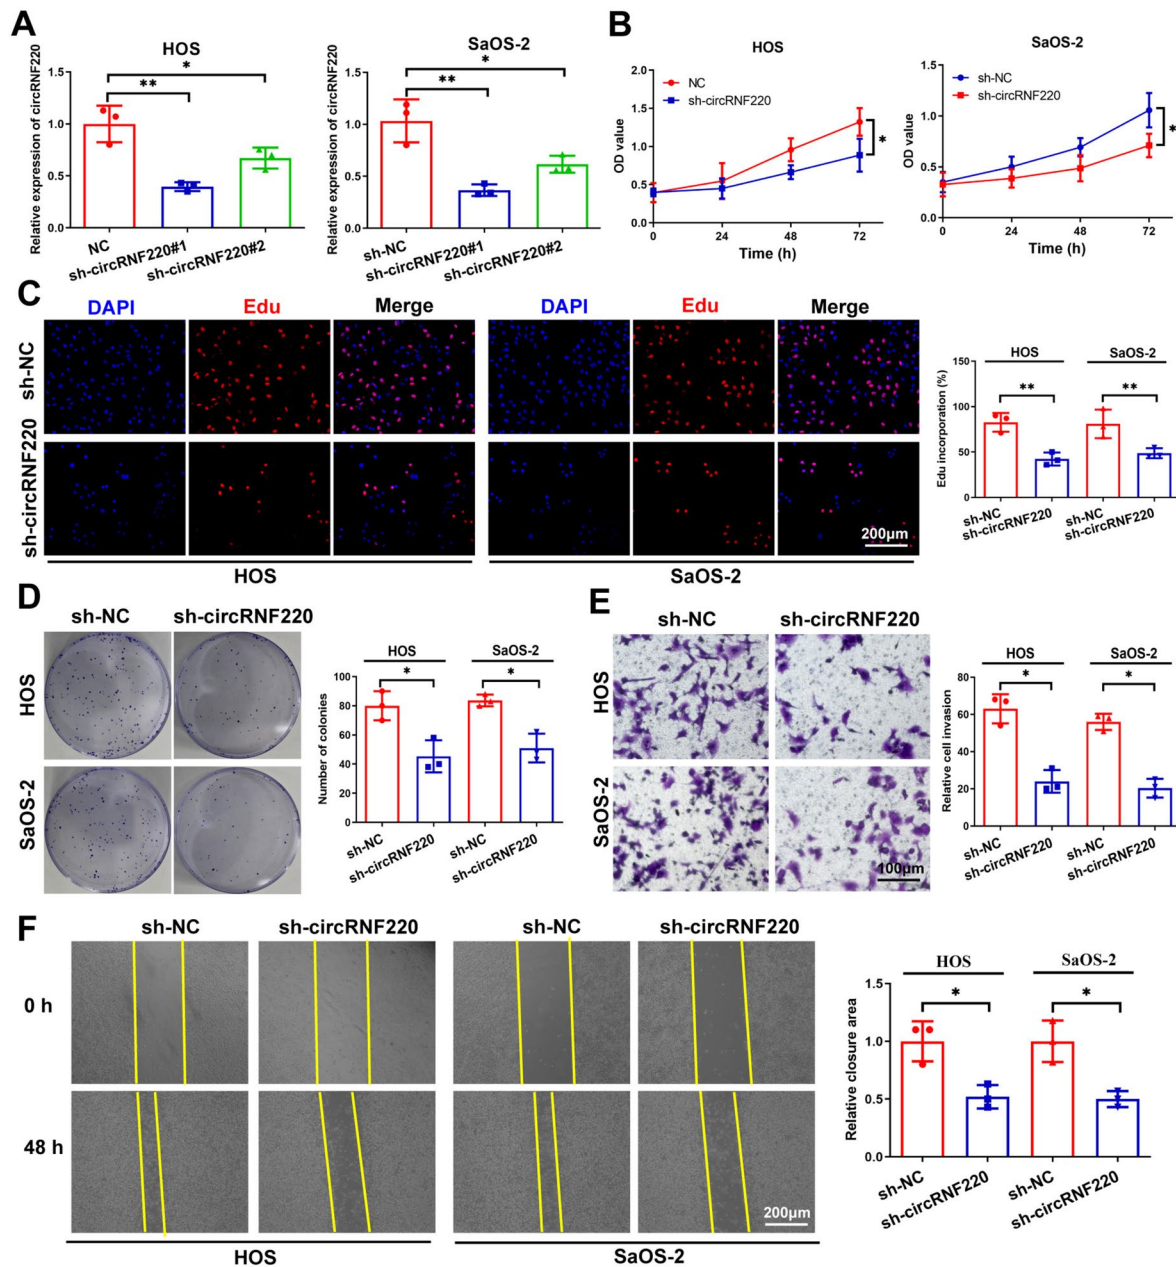 A
HOS
Relative expression of circRNF220
1.5
1.0
0.5
0.0
*
**
NC
sh-circRNF220#1
sh-circRNF220#2
SaOS-2
Relative expression of circRNF220
1.5
1.0
0.5
0.0
*
**
sh-NC
sh-circRNF220#1
sh-circRNF220#2
B
HOS
NC
sh-circRNF220
OD value
2.0
1.5
1.0
0.5
0.0
*
0
24
48
72
Time (h)
SaOS-2
sh-NC
sh-circRNF220
OD value
1.5
1.0
0.5
0.0
*
0
24
48
72
Time (h)
C
DAPI
Edu
Merge
DAPI
Edu
Merge
sh-NC
sh-circRNF220
200μm
HOS
SaOS-2
Edu incorporation (%)
150
100
50
0
HOS
SaOS-2
**
**
sh-NC
sh-circRNF220
sh-NC
sh-circRNF220
D
sh-NC
sh-circRNF220
HOS
SaOS-2
Number of colonies
100
80
60
40
20
0
HOS
SaOS-2
*
*
sh-NC
sh-circRNF220
sh-NC
sh-circRNF220
E
sh-NC
sh-circRNF220
HOS
SaOS-2
100μm
Relative cell invasion
80
60
40
20
0
HOS
SaOS-2
*
*
sh-NC
sh-circRNF220
sh-NC
sh-circRNF220
F
sh-NC
sh-circRNF220
sh-NC
sh-circRNF220
0 h
48 h
200μm
HOS
SaOS-2
Relative closure area
1.5
1.0
0.5
0.0
HOS
SaOS-2
*
*
sh-NC
sh-circRNF220
sh-NC
sh-circRNF220